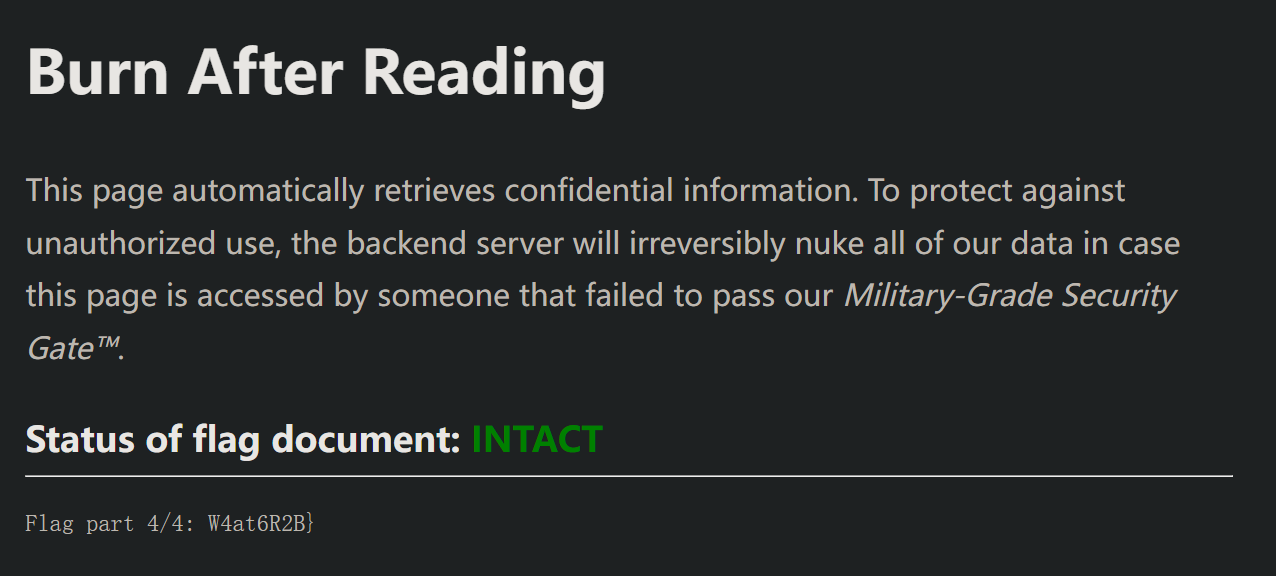 Burn After Reading
This page automatically retrieves confidential information. To protect against
unauthorized use, the backend server will irreversibly nuke all of our data in case
this page is accessed by someone that failed to pass our Military-Grade Security
Gate™.
Status of flag document: INTACT
Flag part 4/4: W4at6R2B}